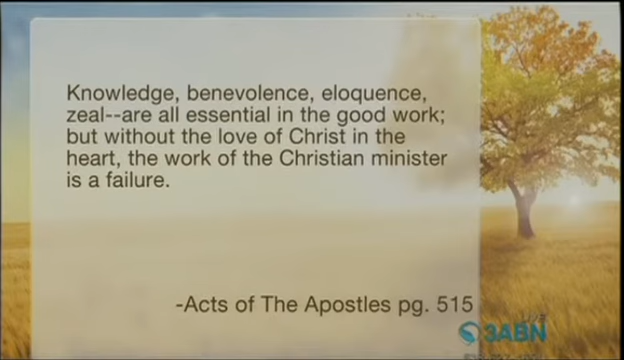 Knowledge, benevolence, eloquence,
zeal--are all essential in the good work;
but without the love of Christ in the
heart, the work of the Christian minister
is a failure.
-Acts of The Apostles pg. 515
3ABN